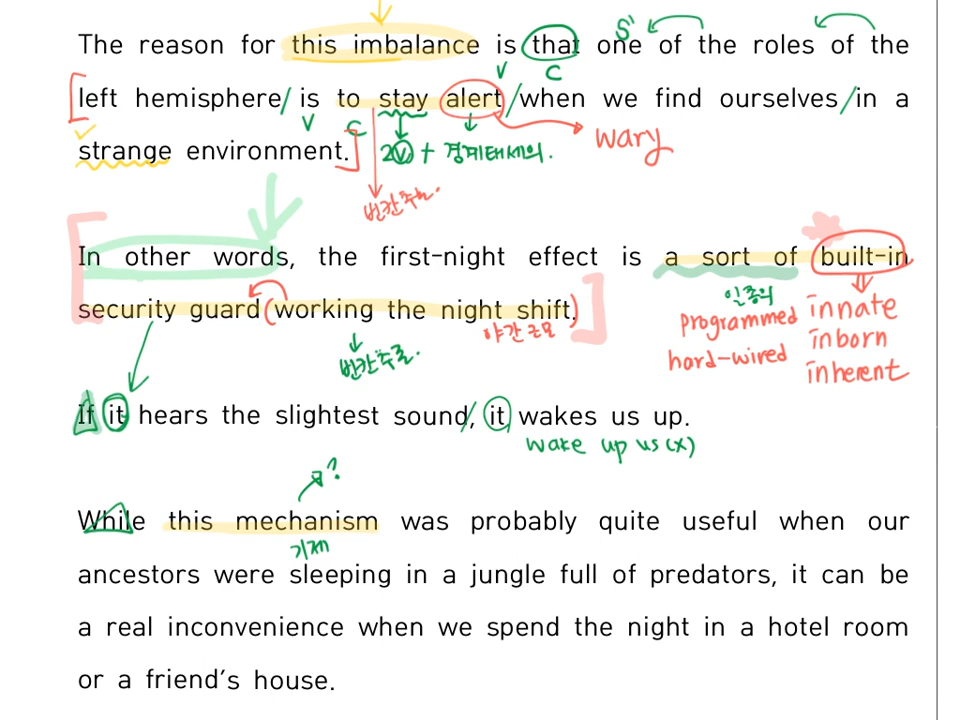 The reason for this imbalance is that one of the roles of the
S'
V
C
left hemisphere/ is to stay alert/when we find ourselves/in a
V
C
strange environment.
2V + 경계태세의.
wary
번칸추론.
In other words, the first-night effect is a sort of built-in
security guard(working the night shift.)
일종의
programmed
hard-wired
innate
inborn
inherent
야간 근무
빈칸추론.
If it hears the slightest sound/, it wakes us up.
wake up us (x)
?
While this mechanism was probably quite useful when our
기제
ancestors were sleeping in a jungle full of predators, it can be
a real inconvenience when we spend the night in a hotel room
or a friend's house.